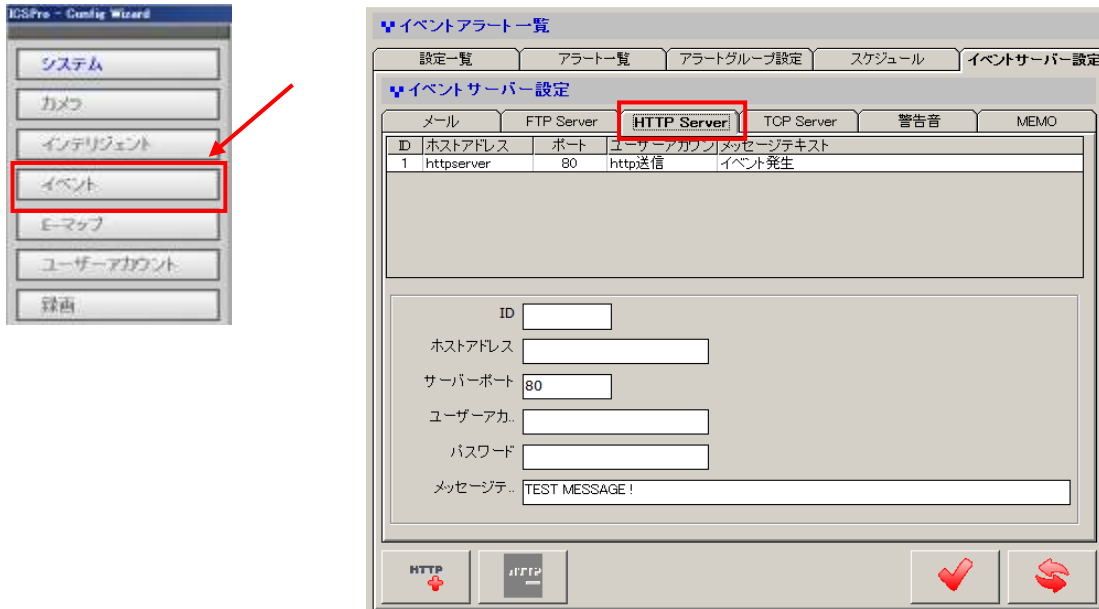 ICSPro - Config Wizard
システム
カメラ
インテリジェント
イベント
E-マップ
ユーザーアカウント
録画
イベントアラート一覧
設定一覧 アラート一覧 アラートグループ設定 スケジュール イベントサーバー設定
イベントサーバー設定
メール FTP Server HTTP Server TCP Server 警告音 MEMO
ID ホストアドレス ポート ユーザーアカウン メッセージテキスト
1 httpserver 80 http送信 イベント発生
ID
ホストアドレス
サーバーポート 80
ユーザーアカ..
パスワード
メッセージテ.. TEST MESSAGE !
HTTP
HTTP